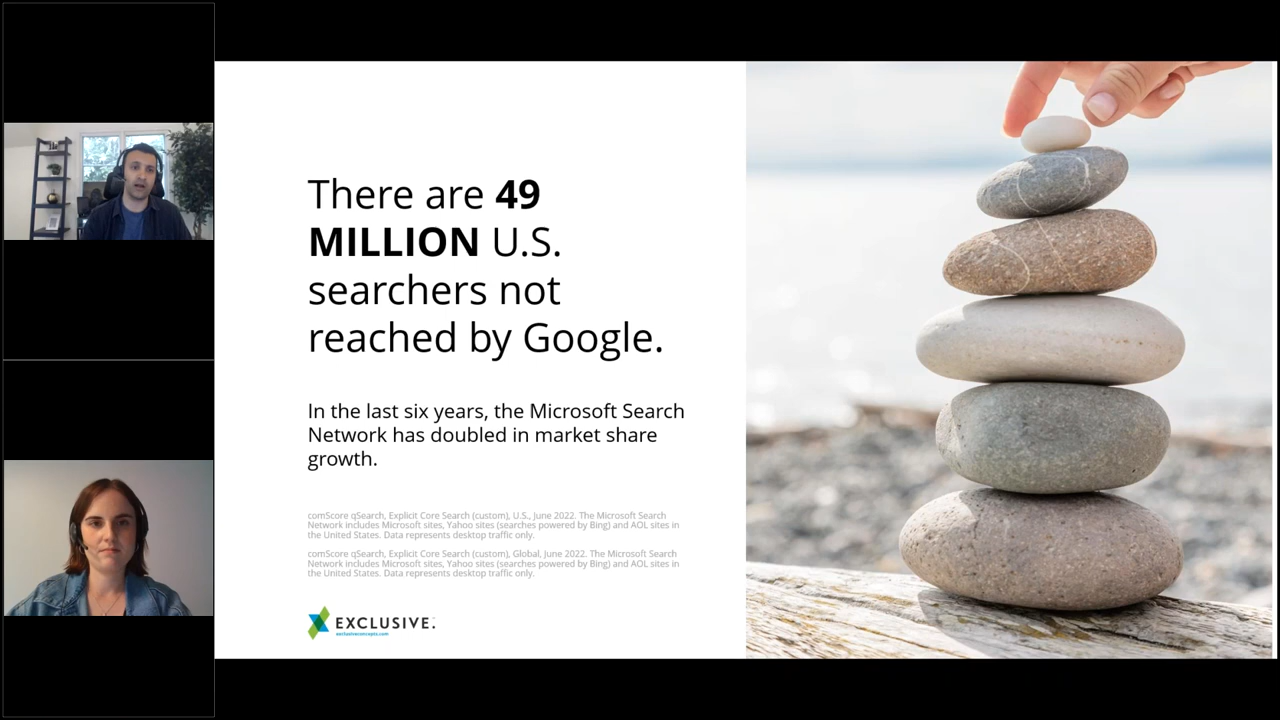 There are 49
MILLION U.S.
searchers not
reached by Google.
In the last six years, the Microsoft Search
Network has doubled in market share
growth.
comScore qSearch, Explicit Core Search (custom), U.S., June 2022. The Microsoft Search
Network includes Microsoft sites, Yahoo sites (searches powered by Bing) and AOL sites in
the United States. Data represents desktop traffic only.
comScore qSearch, Explicit Core Search (custom), Global, June 2022. The Microsoft Search
Network includes Microsoft sites, Yahoo sites (searches powered by Bing) and AOL sites in
the United States. Data represents desktop traffic only.
EXCLUSIVE.
exclusiveconcepts.com